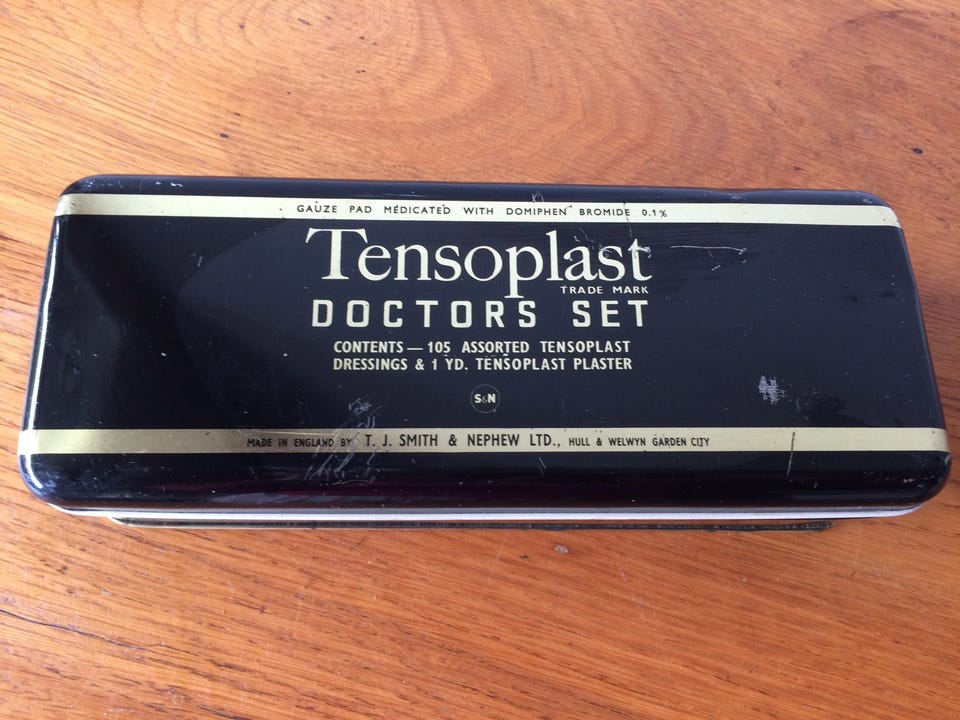 GAUZE PAD MEDICATED WITH DOMIPHEN BROMIDE 0.1%
Tensoplast
TRADE MARK
DOCTORS SET
CONTENTS — 105 ASSORTED TENSOPLAST
DRESSINGS & 1 YD. TENSOPLAST PLASTER
S&N
MADE IN ENGLAND BY T. J. SMITH & NEPHEW LTD., HULL & WELWYN GARDEN CITY